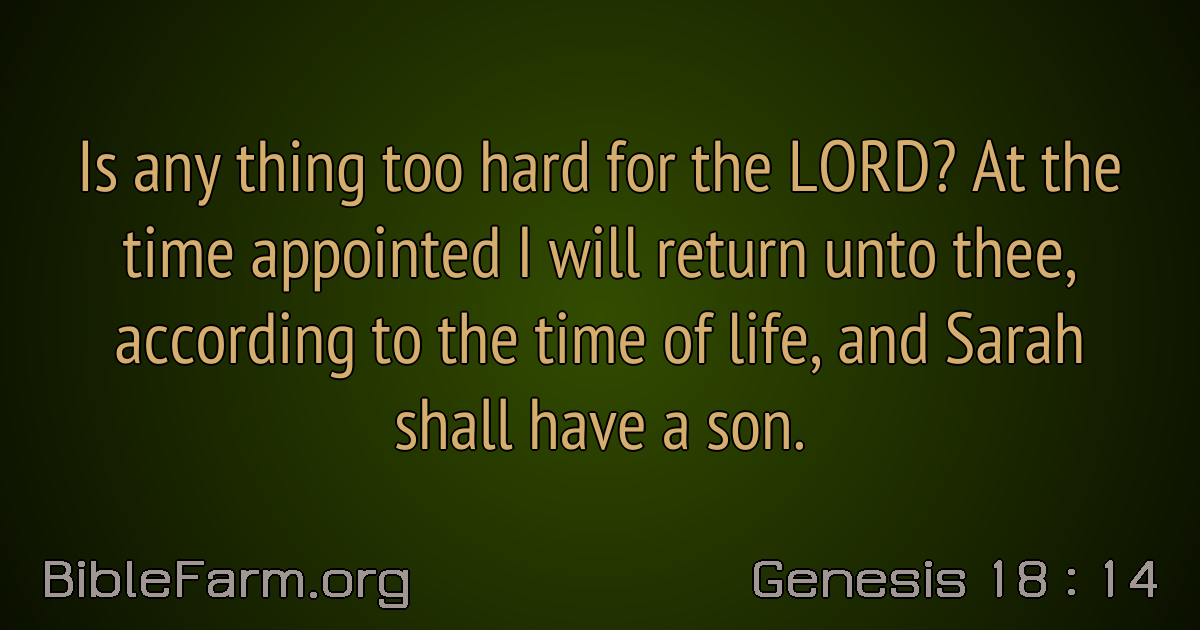 Is any thing too hard for the LORD? At the
time appointed I will return unto thee,
according to the time of life, and Sarah
shall have a son.
BibleFarm.org
Genesis 18 : 14